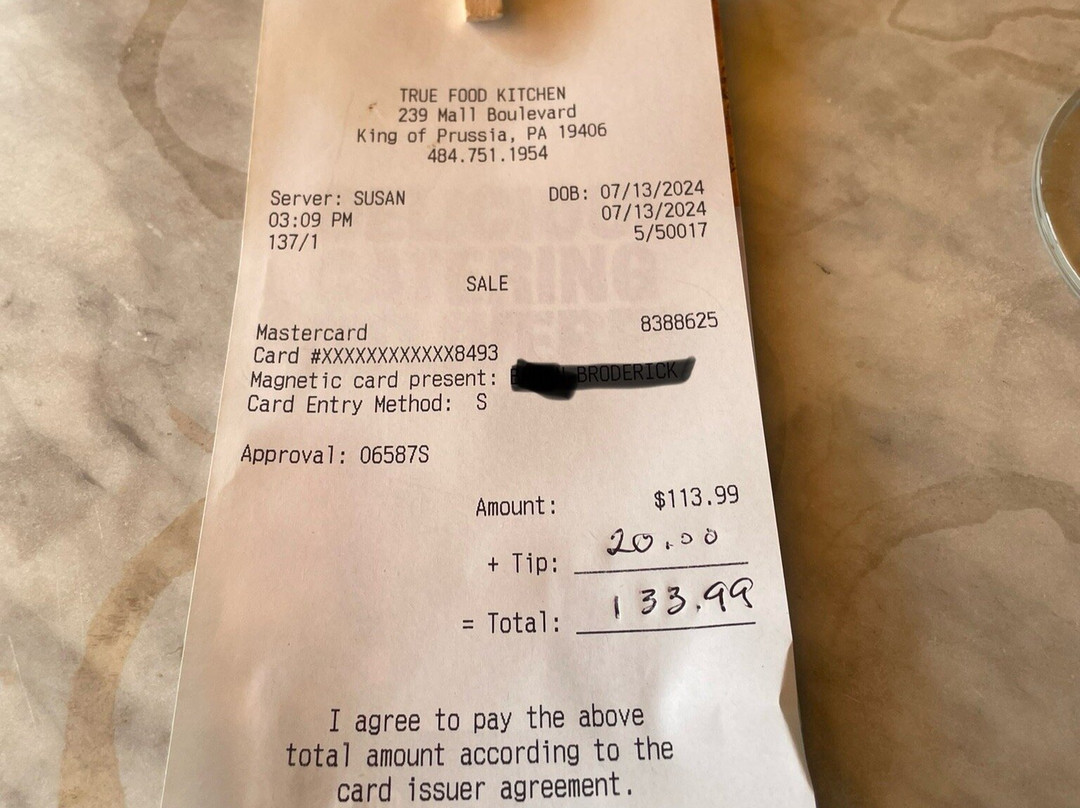 TRUE FOOD KITCHEN
239 Mall Boulevard
King of Prussia, PA 19406
484.751.1954
Server: SUSAN DOB: 07/13/2024
03:09 PM 07/13/2024
137/1 5/50017
SALE
Mastercard 8388625
Card #XXXXXXXXXXXX8493
Magnetic card present: BRODERICK
Card Entry Method: S
Approval: 06587S
Amount: $113.99
+ Tip: 20.00
= Total: 133.99
I agree to pay the above
total amount according to the
card issuer agreement.